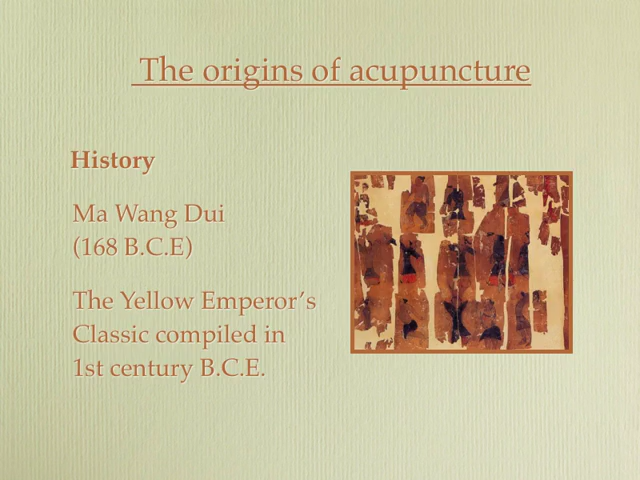 The origins of acupuncture
History
Ma Wang Dui
(168 B.C.E)
The Yellow Emperor’s
Classic compiled in
1st century B.C.E.